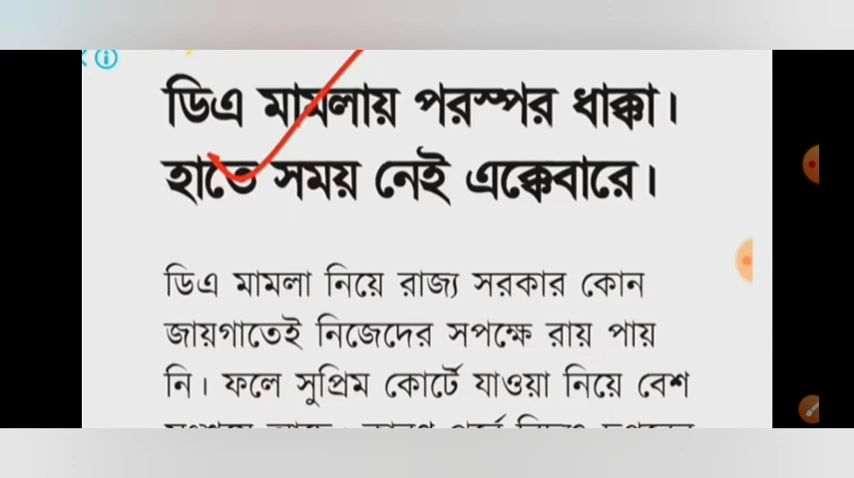 ডিএ মামলায় পরস্পর ধাক্কা।
হাতে সময় নেই এক্কেবারে।
ডিএ মামলা নিয়ে রাজ্য সরকার কোন
জায়গাতেই নিজেদের সপক্ষে রায় পায়
নি। ফলে সুপ্রিম কোর্টে যাওয়া নিয়ে বেশ